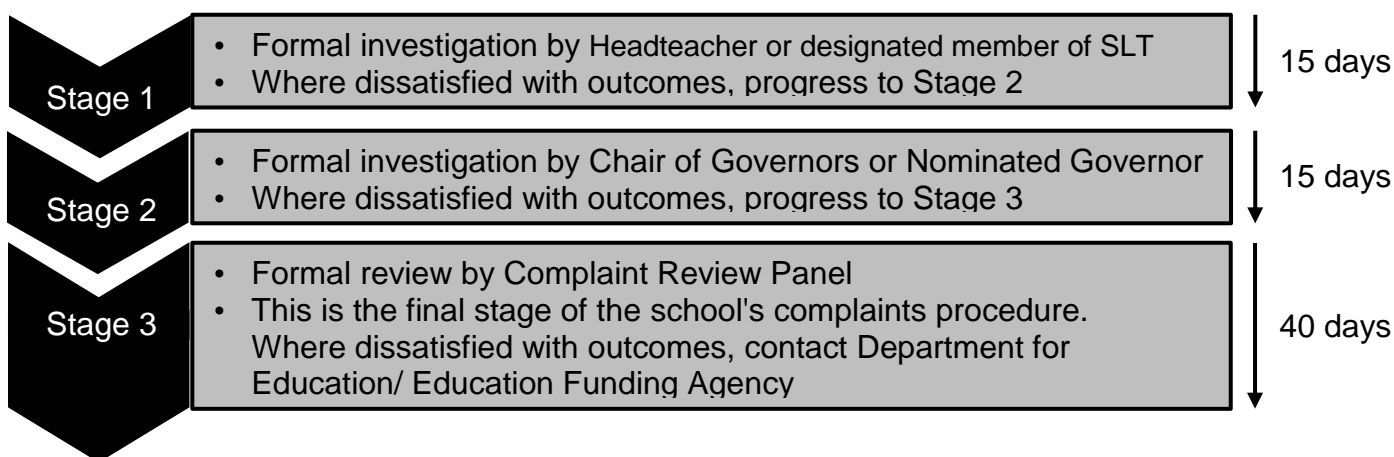 Stage 1
• Formal investigation by Headteacher or designated member of SLT
• Where dissatisfied with outcomes, progress to Stage 2
15 days
Stage 2
• Formal investigation by Chair of Governors or Nominated Governor
• Where dissatisfied with outcomes, progress to Stage 3
15 days
Stage 3
• Formal review by Complaint Review Panel
• This is the final stage of the school's complaints procedure.
Where dissatisfied with outcomes, contact Department for
Education/ Education Funding Agency
40 days